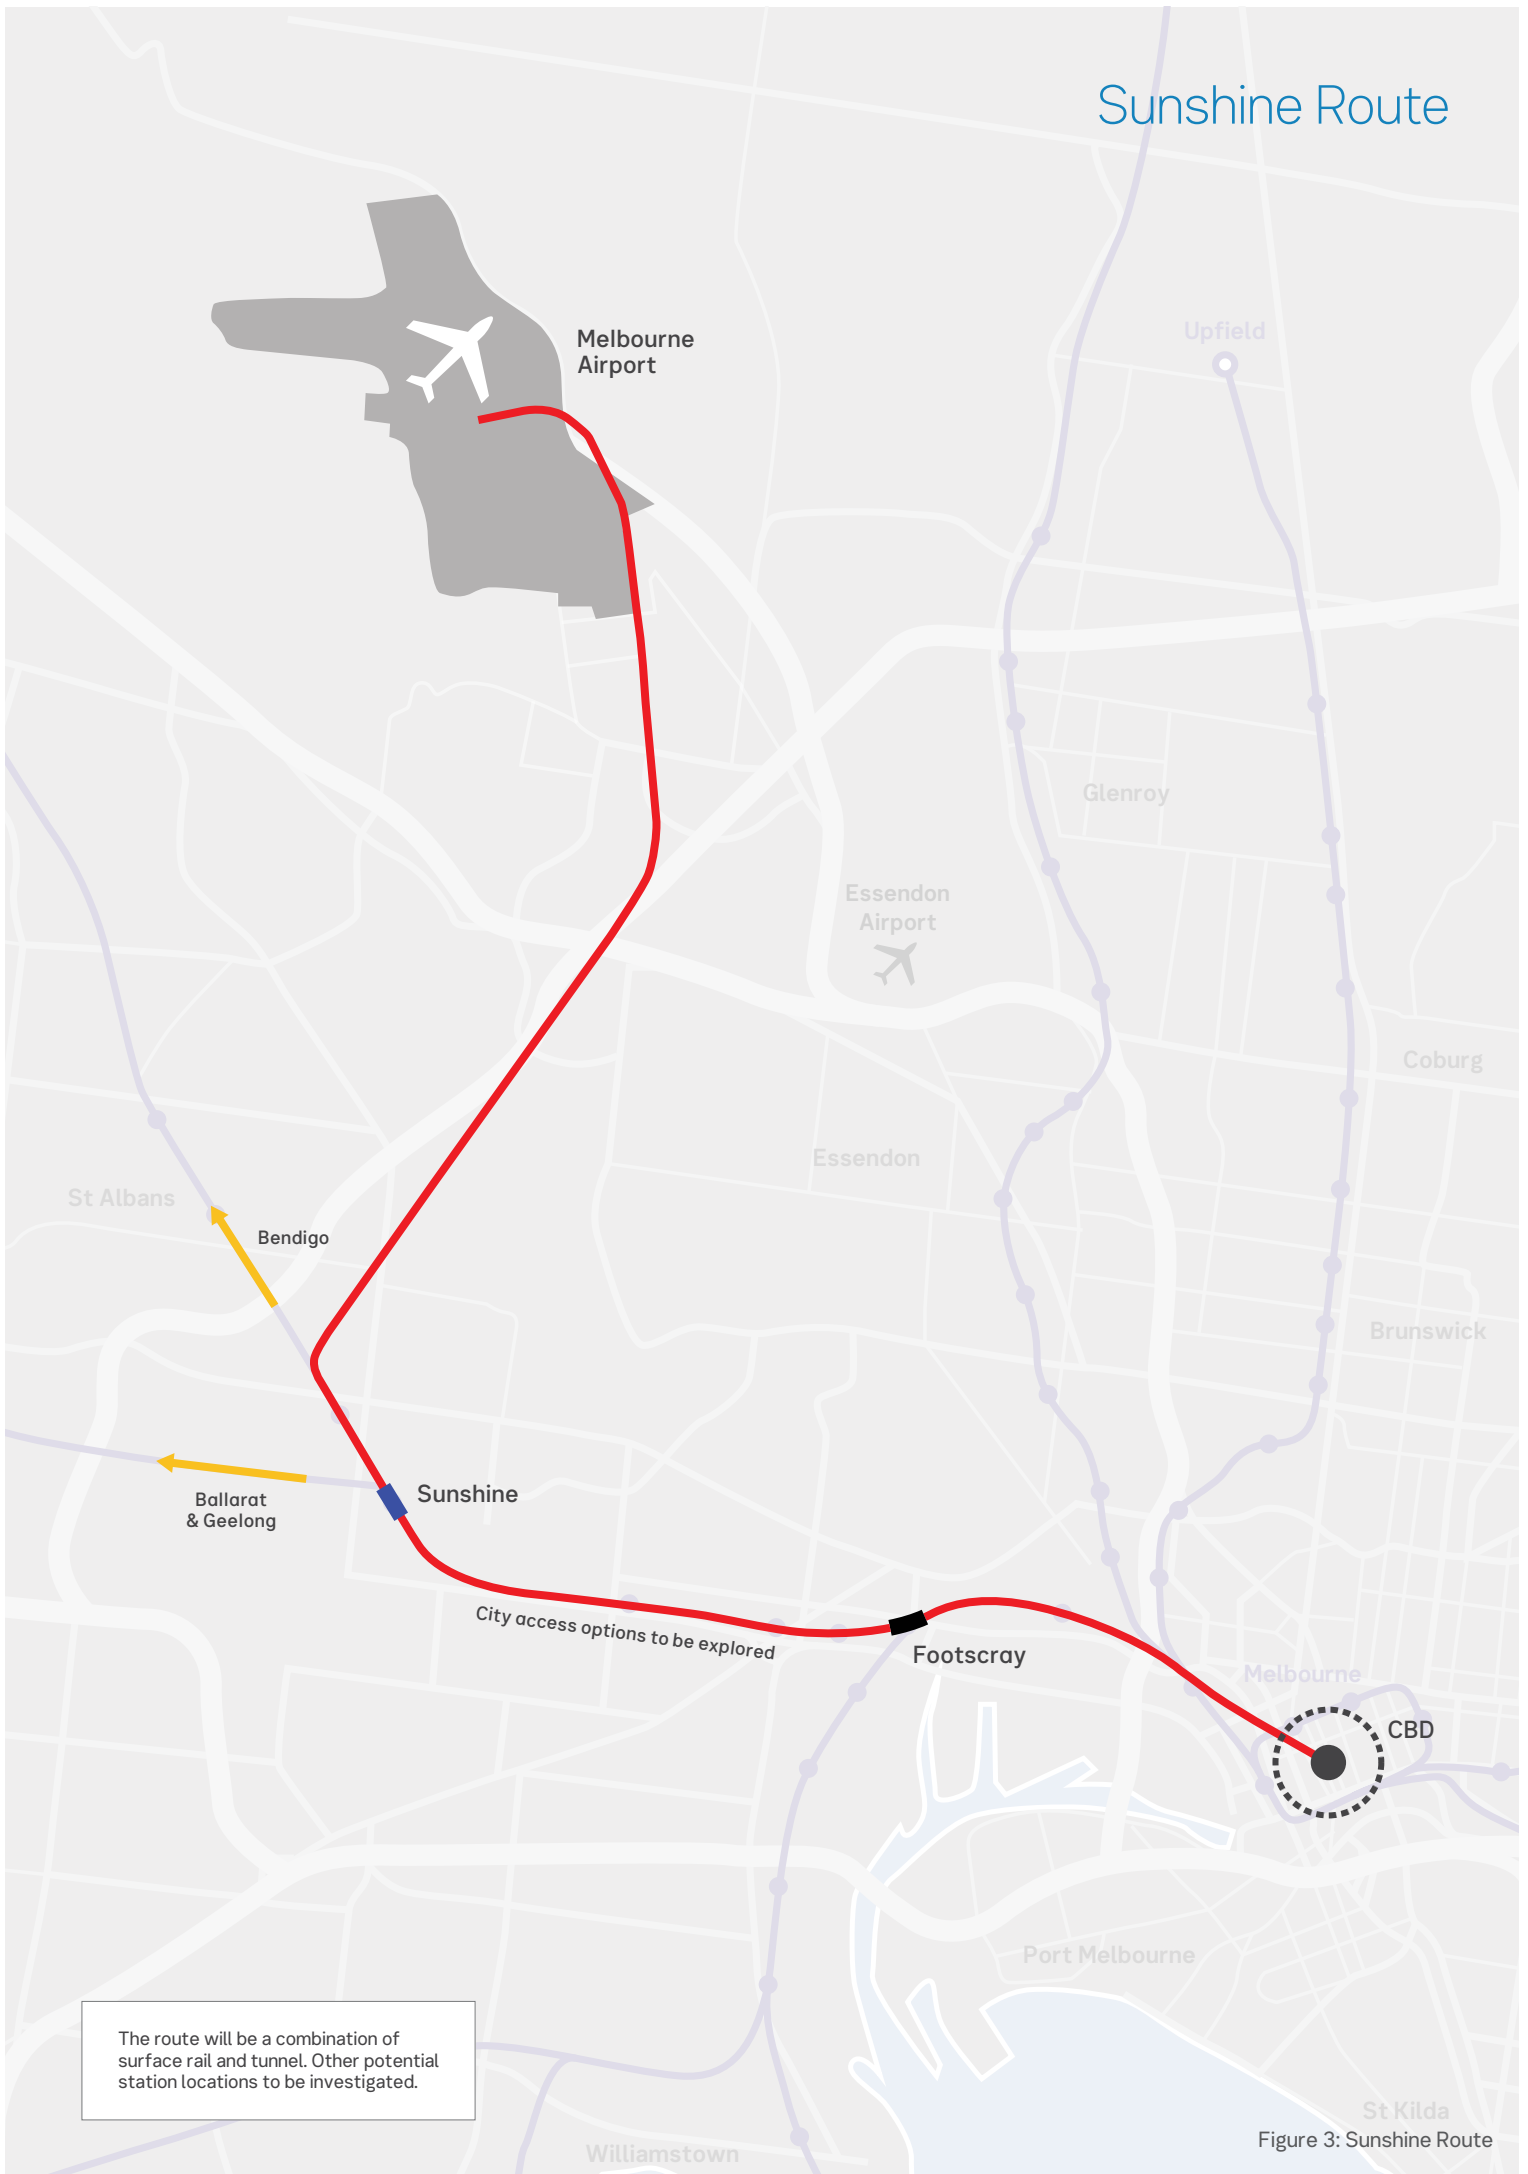 Sunshine Route
Melbourne
Airport
Upfield
Glenroy
Essendon
Airport
Coburg
Essendon
St Albans
Bendigo
Brunswick
Sunshine
Ballarat
& Geelong
City access options to be explored
Footscray
Melbourne
CBD
Port Melbourne
The route will be a combination of
surface rail and tunnel. Other potential
station locations to be investigated.
St Kilda
Figure 3: Sunshine Route
Williamstown